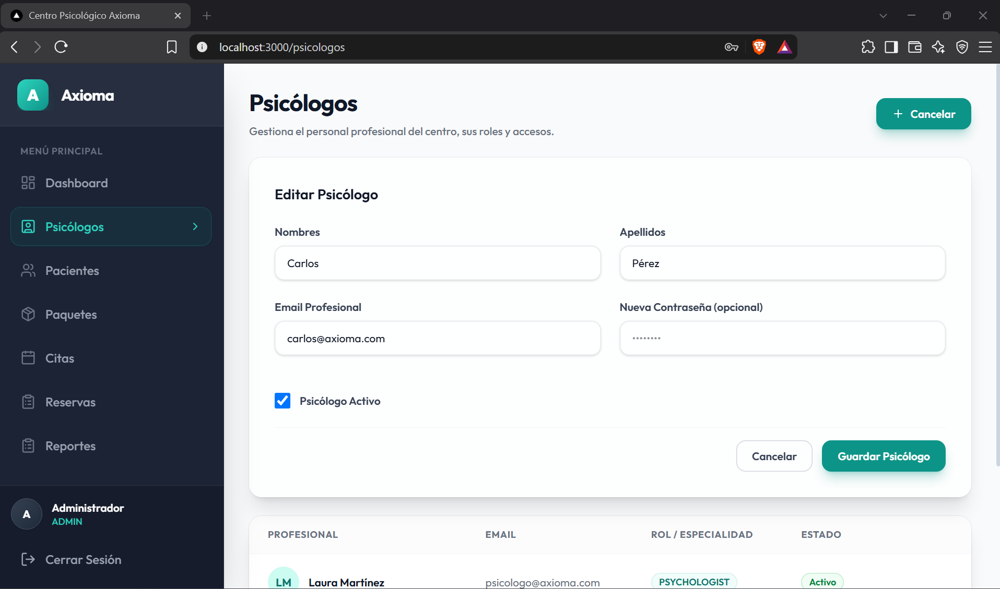 Centro Psicológico Axioma
localhost:3000/psicologos
A Axioma
MENÚ PRINCIPAL
Dashboard
Psicólogos
Pacientes
Paquetes
Citas
Reservas
Reportes
A
Administrador
ADMIN
Cerrar Sesión
Psicólogos
Gestiona el personal profesional del centro, sus roles y accesos.
+ Cancelar
Editar Psicólogo
Nombres
Apellidos
Carlos
Pérez
Email Profesional
Nueva Contraseña (opcional)
carlos@axioma.com
••••••••
Psicólogo Activo
Cancelar
Guardar Psicólogo
PROFESIONAL EMAIL ROL / ESPECIALIDAD ESTADO
LM Laura Martínez psicologo@axioma.com PSYCHOLOGIST Activo